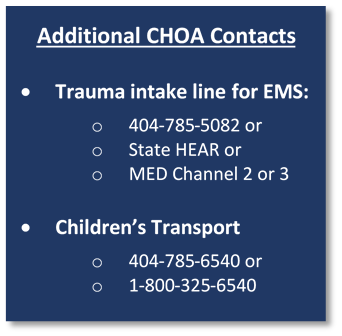 Additional CHOA Contacts
• Trauma intake line for EMS:
o 404-785-5082 or
o State HEAR or
o MED Channel 2 or 3
• Children’s Transport
o 404-785-6540 or
o 1-800-325-6540